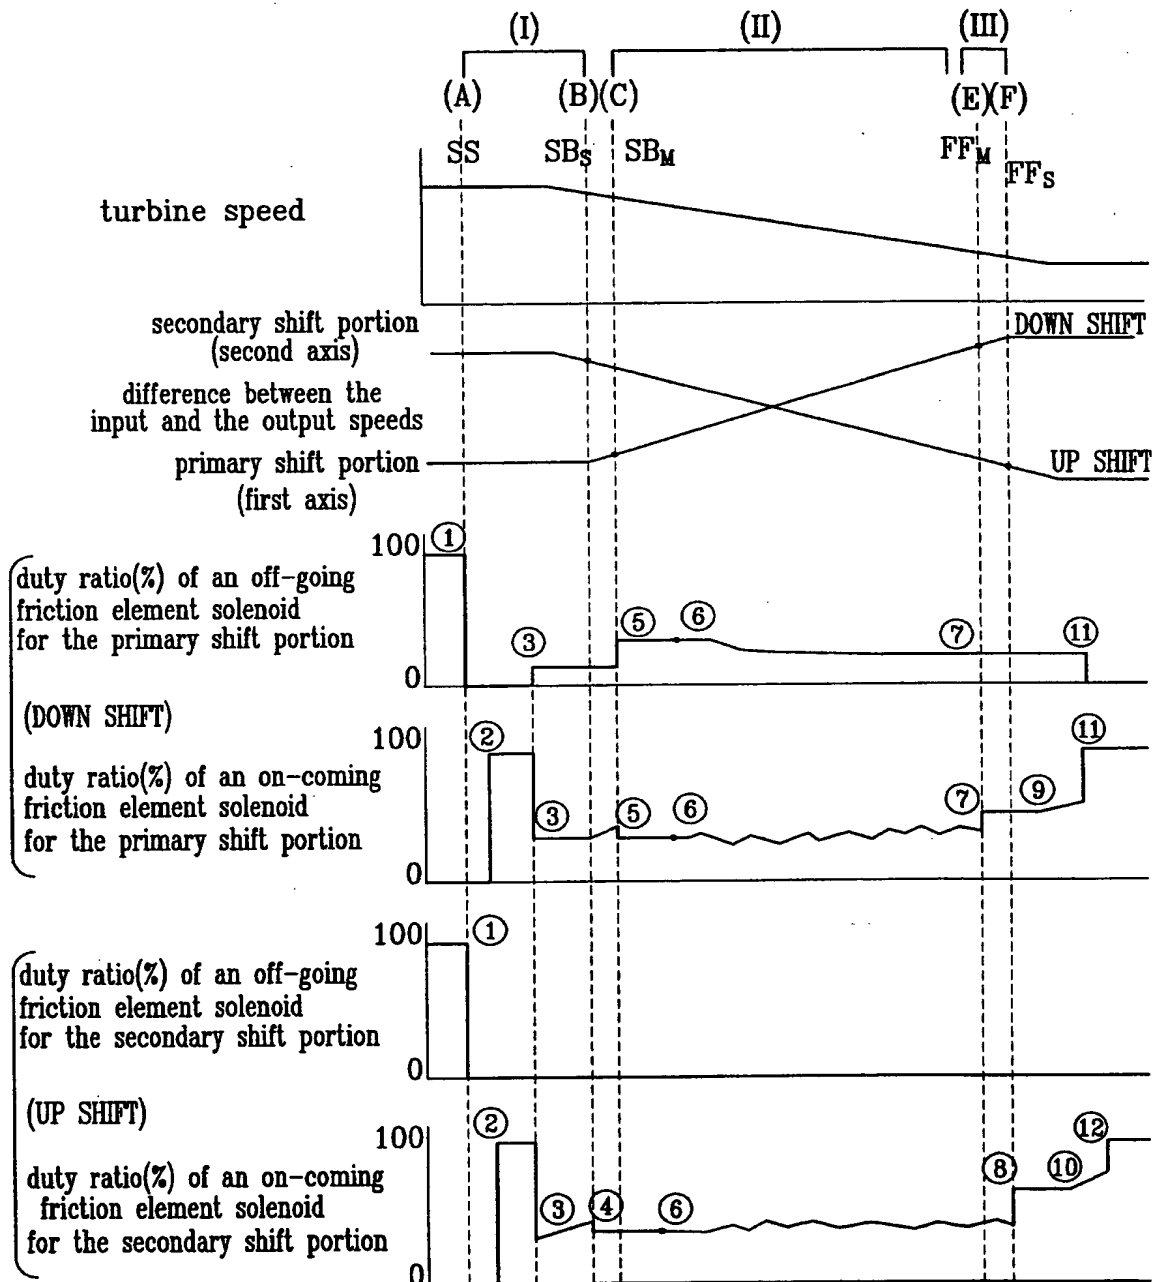 (I) (II) (III)
(A) (B) (C) (E) (F)
SS SBS SBM FFM FFS
turbine speed
secondary shift portion
(second axis)
DOWN SHIFT
difference between the
input and the output speeds
primary shift portion
(first axis)
UP SHIFT
100 ①
duty ratio(%) of an off-going
friction element solenoid
for the primary shift portion
③ ⑤ ⑥ ⑦ ⑪
0
(DOWN SHIFT)
100 ② ⑪
duty ratio(%) of an on-coming
friction element solenoid
for the primary shift portion
③ ⑤ ⑥ ⑦ ⑨
0
100 ①
duty ratio(%) of an off-going
friction element solenoid
for the secondary shift portion
0
(UP SHIFT)
100 ② ⑫
duty ratio(%) of an on-coming
friction element solenoid
for the secondary shift portion
③ ④ ⑥ ⑧ ⑩
0